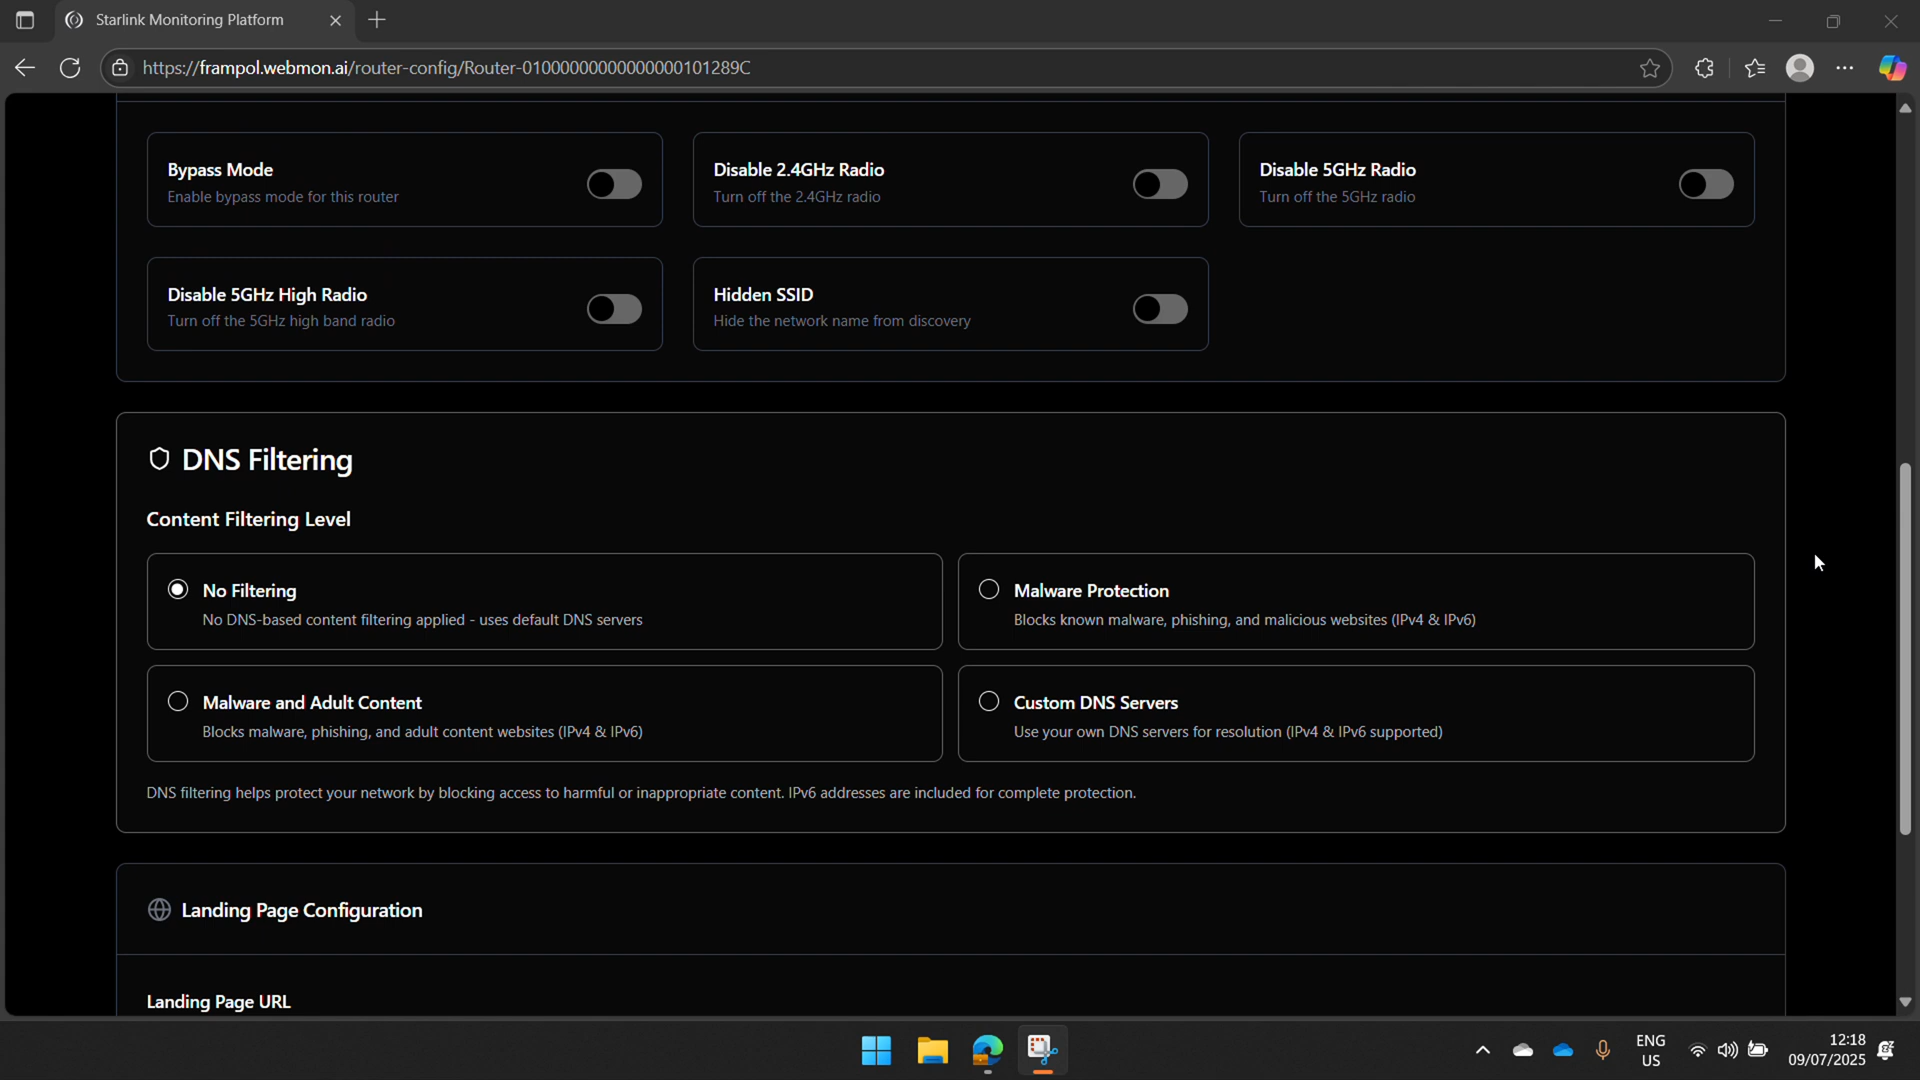 Starlink Monitoring Platform
https://frampol.webmon.ai/router-config/Router-01000000000000000101289C
Bypass Mode
Enable bypass mode for this router
Disable 2.4GHz Radio
Turn off the 2.4GHz radio
Disable 5GHz Radio
Turn off the 5GHz radio
Disable 5GHz High Radio
Turn off the 5GHz high band radio
Hidden SSID
Hide the network name from discovery
DNS Filtering
Content Filtering Level
No Filtering
No DNS-based content filtering applied - uses default DNS servers
Malware Protection
Blocks known malware, phishing, and malicious websites (IPv4 & IPv6)
Malware and Adult Content
Blocks malware, phishing, and adult content websites (IPv4 & IPv6)
Custom DNS Servers
Use your own DNS servers for resolution (IPv4 & IPv6 supported)
DNS filtering helps protect your network by blocking access to harmful or inappropriate content. IPv6 addresses are included for complete protection.
Landing Page Configuration
Landing Page URL
ENG
US
12:18
09/07/2025